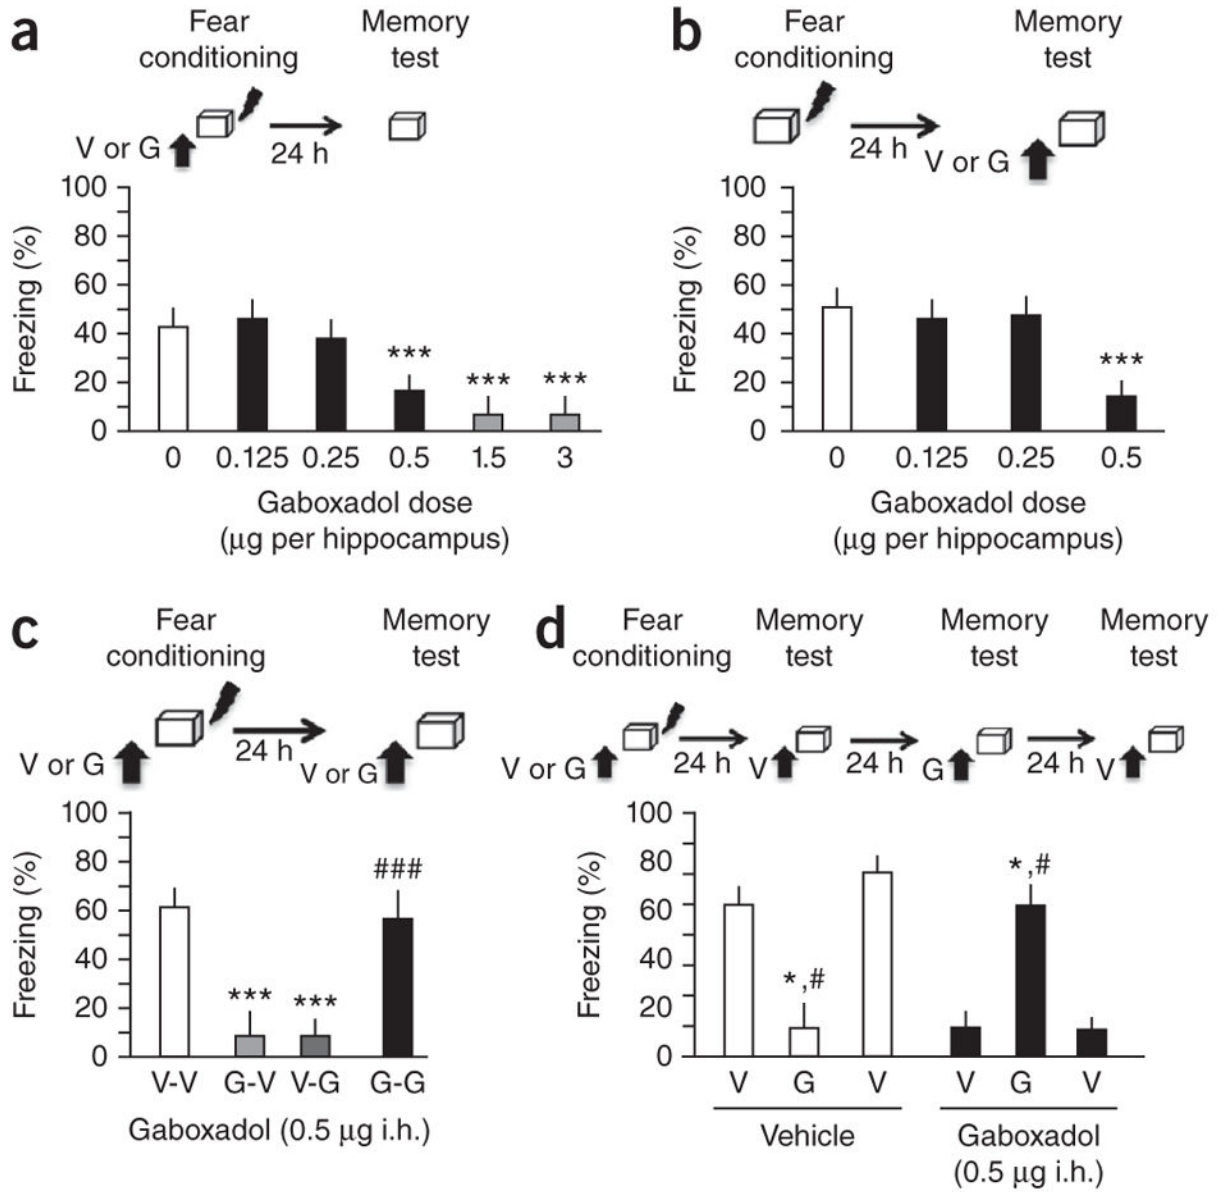 a
Fear
conditioning
Memory
test
V or G
24 h
100
80
60
40
20
0
Freezing (%)
***
***
***
0 0.125 0.25 0.5 1.5 3
Gaboxadol dose
(μg per hippocampus)
b
Fear
conditioning
Memory
test
24 h
V or G
100
80
60
40
20
0
Freezing (%)
***
0 0.125 0.25 0.5
Gaboxadol dose
(μg per hippocampus)
c
Fear
conditioning
Memory
test
V or G
24 h
V or G
100
80
60
40
20
0
Freezing (%)
***
***
###
V-V G-V V-G G-G
Gaboxadol (0.5 μg i.h.)
d
Fear
conditioning
Memory
test
Memory
test
Memory
test
V or G
24 h
V
24 h
G
24 h
V
100
80
60
40
20
0
Freezing (%)
*,#
*,#
V G V V G V
Vehicle
Gaboxadol
(0.5 μg i.h.)